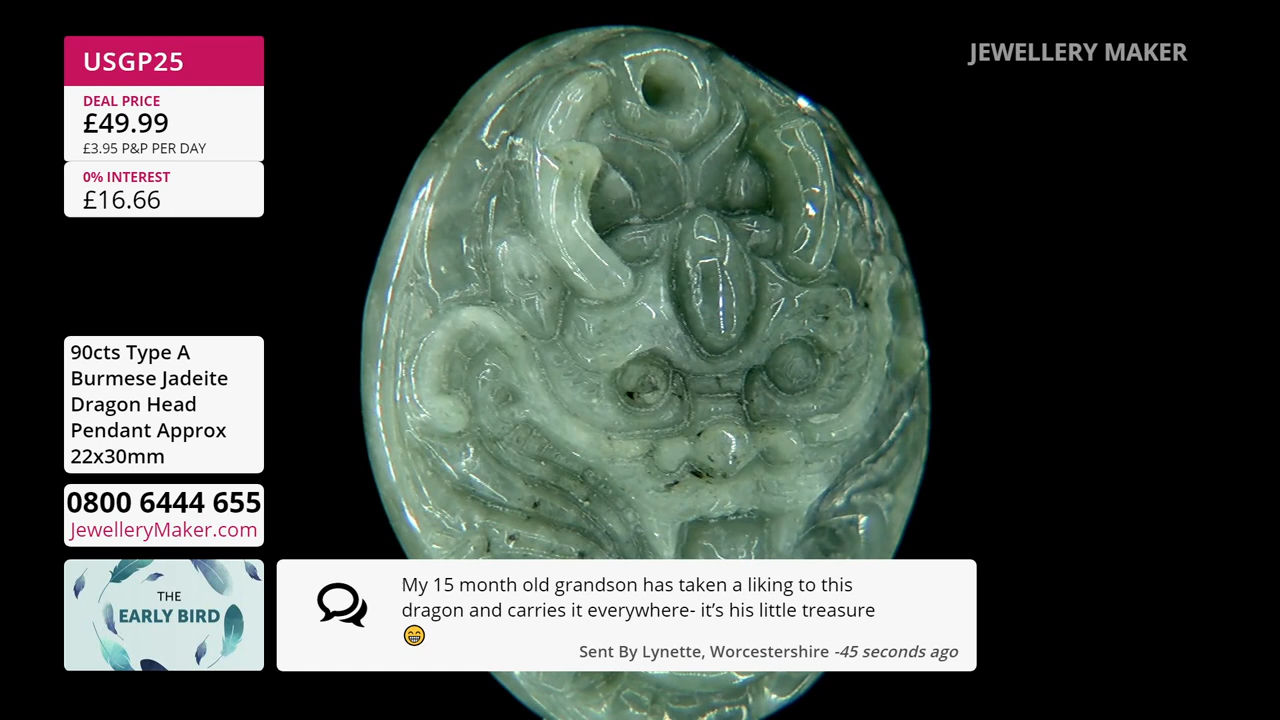 USGP25
DEAL PRICE
£49.99
£3.95 P&P PER DAY
0% INTEREST
£16.66
JEWELLERY MAKER
90cts Type A
Burmese Jadeite
Dragon Head
Pendant Approx
22x30mm
0800 6444 655
JewelleryMaker.com
THE
EARLY BIRD
My 15 month old grandson has taken a liking to this
dragon and carries it everywhere- it’s his little treasure
😁
Sent By Lynette, Worcestershire -45 seconds ago